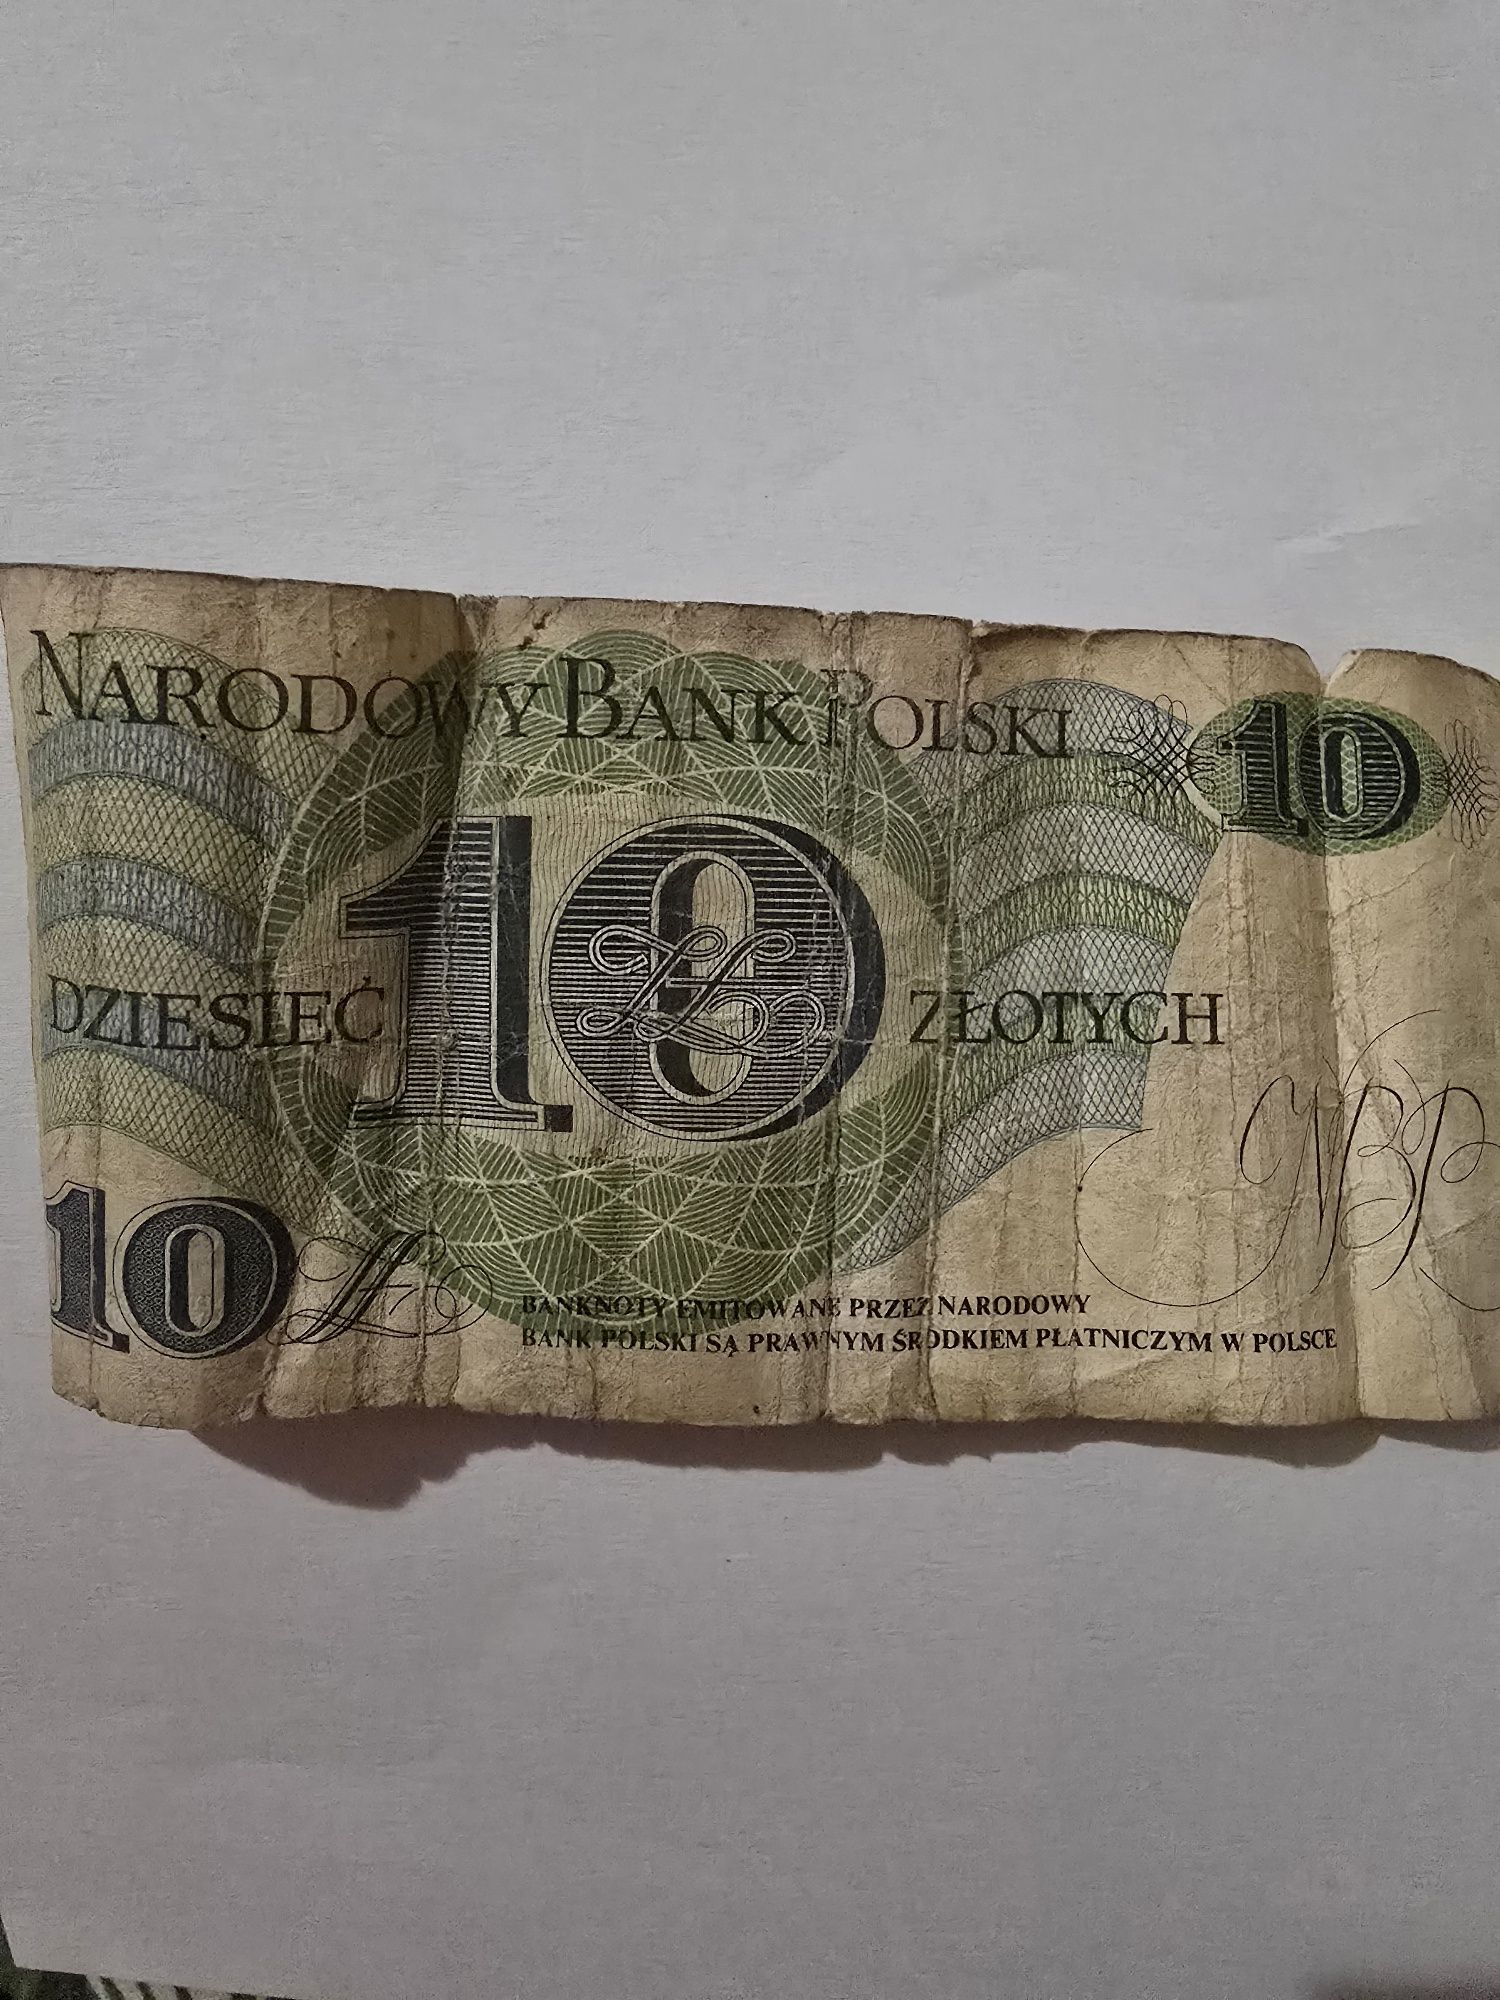 NARODOWY BANK POLSKI 10
10
DZIESIĘĆ ZŁOTYCH
10 Zł
NBP
BANKNOTY EMITOWANE PRZEZ NARODOWY
BANK POLSKI SĄ PRAWNYM ŚRODKIEM PŁATNICZYM W POLSCE